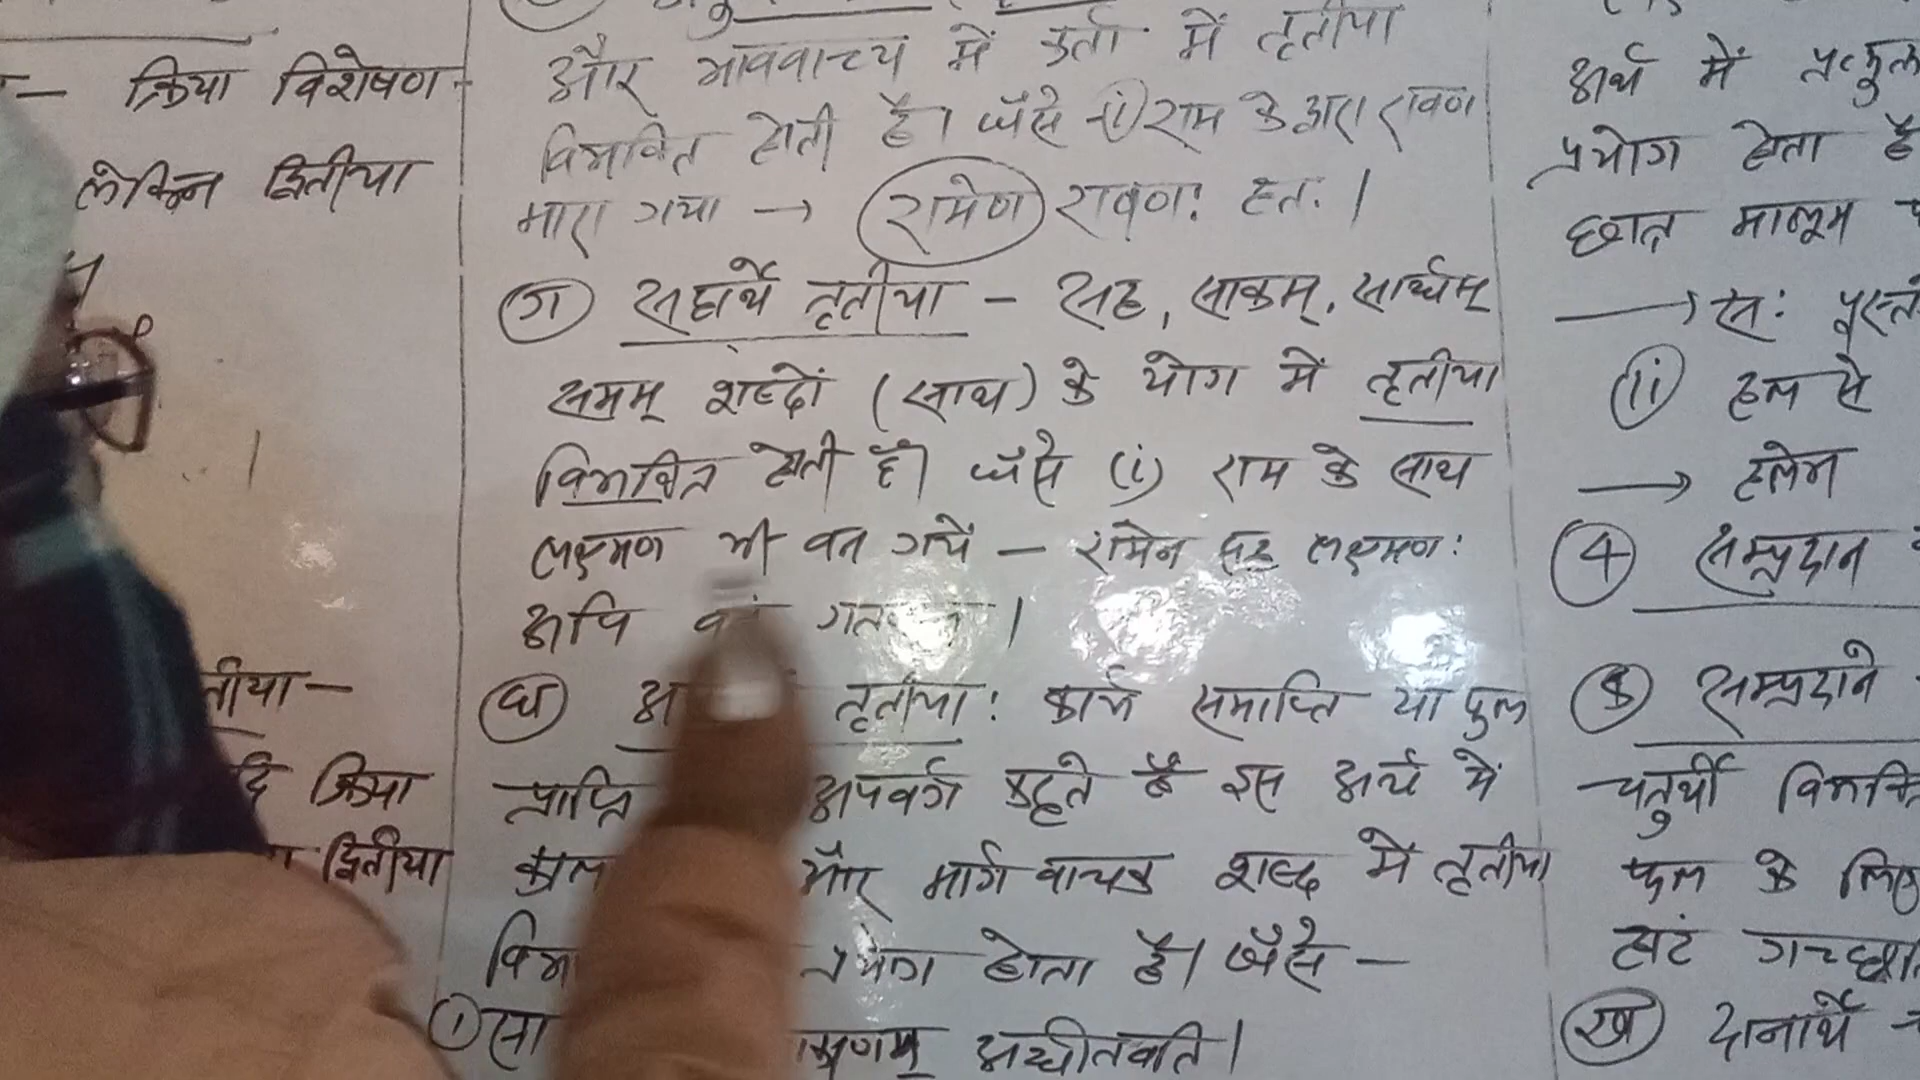 — क्रिया विशेषण
लेकिन द्वितीया
तीया —
दि क्रिया
द्वितीया
और भाववाच्य में कर्ता में तृतीया
विभक्ति होती है। जैसे -(i) राम के द्वारा रावण
मारा गया → रामेण रावणः हतः।
(ग) सहार्थे तृतीया – सह, साकम्, सार्धम्
समम् शब्दों (साथ) के योग में तृतीया
विभक्ति होती है। जैसे (i) राम के साथ
लक्ष्मण भी वन गये – रामेन सह लक्ष्मणः
अपि
(घ) तृतीया: कार्य समाप्ति या फल
प्राप्ति अपवर्ग कहते है इस अर्थ में
और मार्ग वाचक शब्द में तृतीया
प्रयोग होता है। जैसे –
① सा अधीतवति।
अर्थ में
प्रयोग होता है
छात्र मालूम
→ सः
(ii) हल से
→ हलेन
④ सम्प्रदान
(क) सम्प्रदाने
चतुर्थी विभक्ति
फल के लिए
(ख) दानार्थे